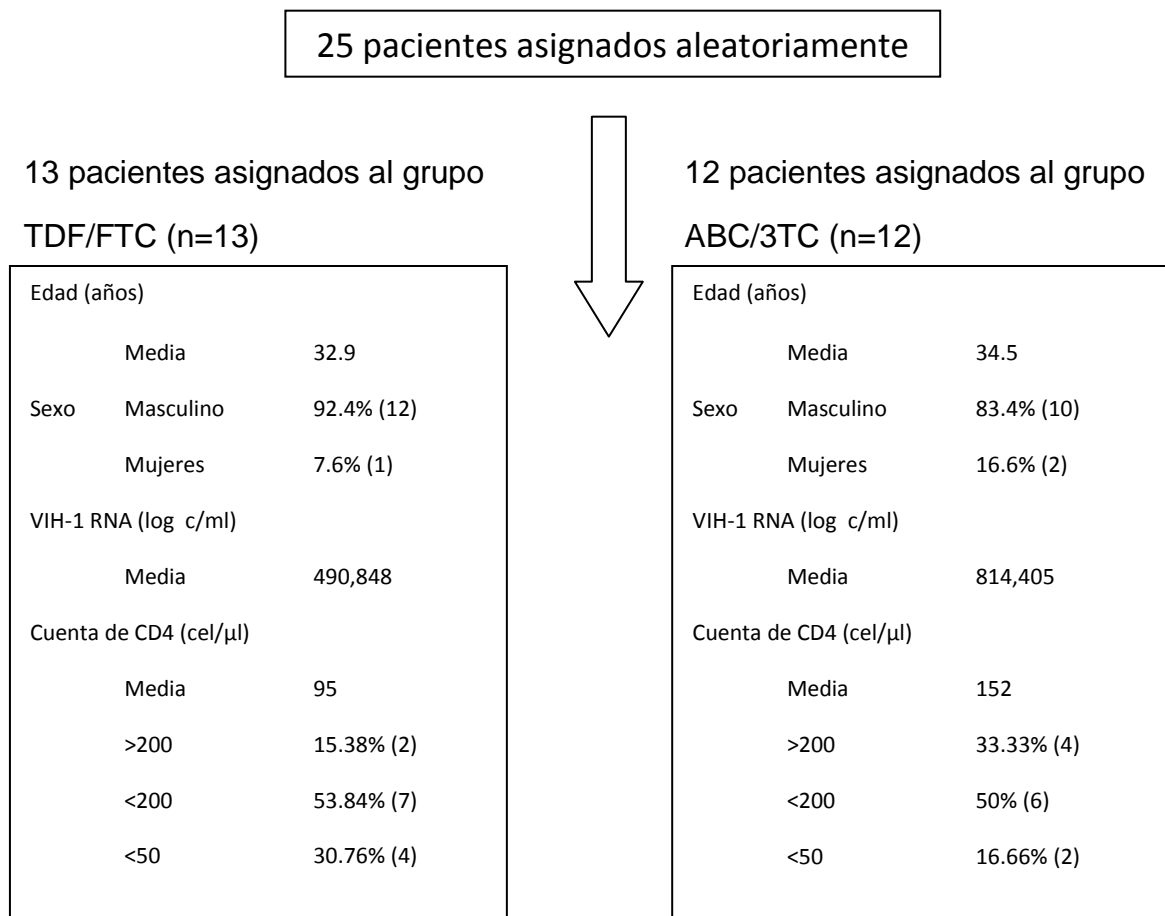 25 pacientes asignados aleatoriamente
13 pacientes asignados al grupo
TDF/FTC (n=13)
Edad (años)
Media 32.9
Sexo Masculino 92.4% (12)
Mujeres 7.6% (1)
VIH-1 RNA (log c/ml)
Media 490,848
Cuenta de CD4 (cel/µl)
Media 95
>200 15.38% (2)
<200 53.84% (7)
<50 30.76% (4)
12 pacientes asignados al grupo
ABC/3TC (n=12)
Edad (años)
Media 34.5
Sexo Masculino 83.4% (10)
Mujeres 16.6% (2)
VIH-1 RNA (log c/ml)
Media 814,405
Cuenta de CD4 (cel/µl)
Media 152
>200 33.33% (4)
<200 50% (6)
<50 16.66% (2)